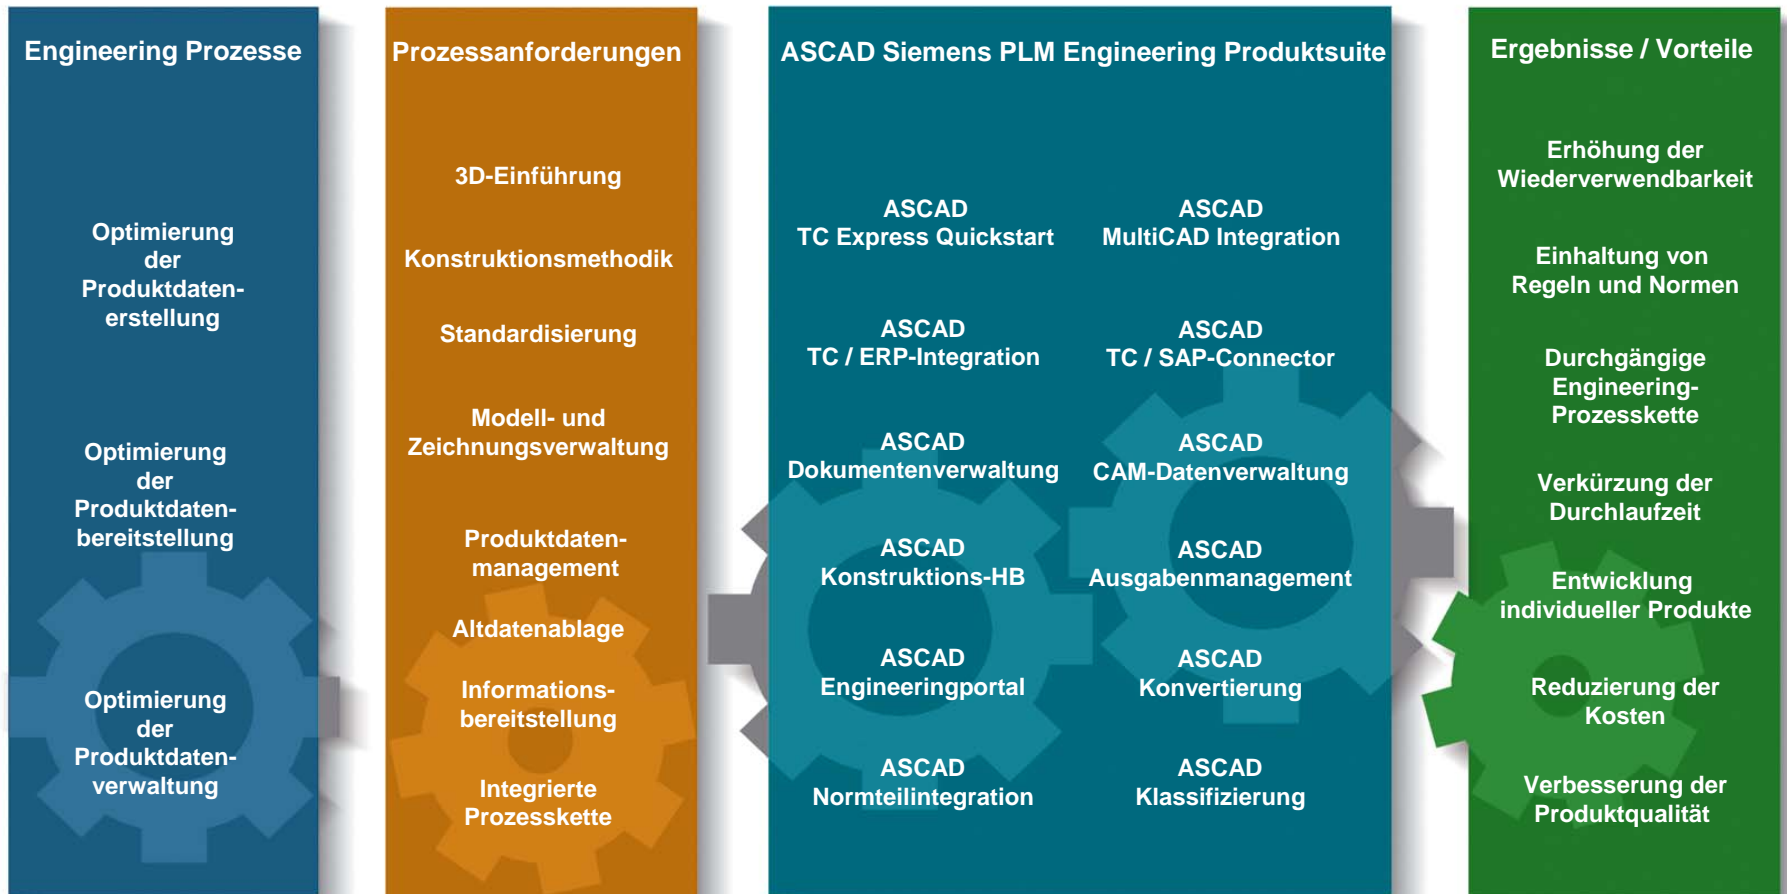 Engineering Prozesse
Optimierung
der
Produktdaten-
erstellung
Optimierung
der
Produktdaten-
bereitstellung
Optimierung
der
Produktdaten-
verwaltung
Prozessanforderungen
3D-Einführung
Konstruktionsmethodik
Standardisierung
Modell- und
Zeichnungsverwaltung
Produktdaten-
management
Altdatenablage
Informations-
bereitstellung
Integrierte
Prozesskette
ASCAD Siemens PLM Engineering Produktsuite
ASCAD
TC Express Quickstart
ASCAD
MultiCAD Integration
ASCAD
TC / ERP-Integration
ASCAD
TC / SAP-Connector
ASCAD
Dokumentenverwaltung
ASCAD
CAM-Datenverwaltung
ASCAD
Konstruktions-HB
ASCAD
Ausgabenmanagement
ASCAD
Engineeringportal
ASCAD
Konvertierung
ASCAD
Normteilintegration
ASCAD
Klassifizierung
Ergebnisse / Vorteile
Erhöhung der
Wiederverwendbarkeit
Einhaltung von
Regeln und Normen
Durchgängige
Engineering-
Prozesskette
Verkürzung der
Durchlaufzeit
Entwicklung
individueller Produkte
Reduzierung der
Kosten
Verbesserung der
Produktqualität